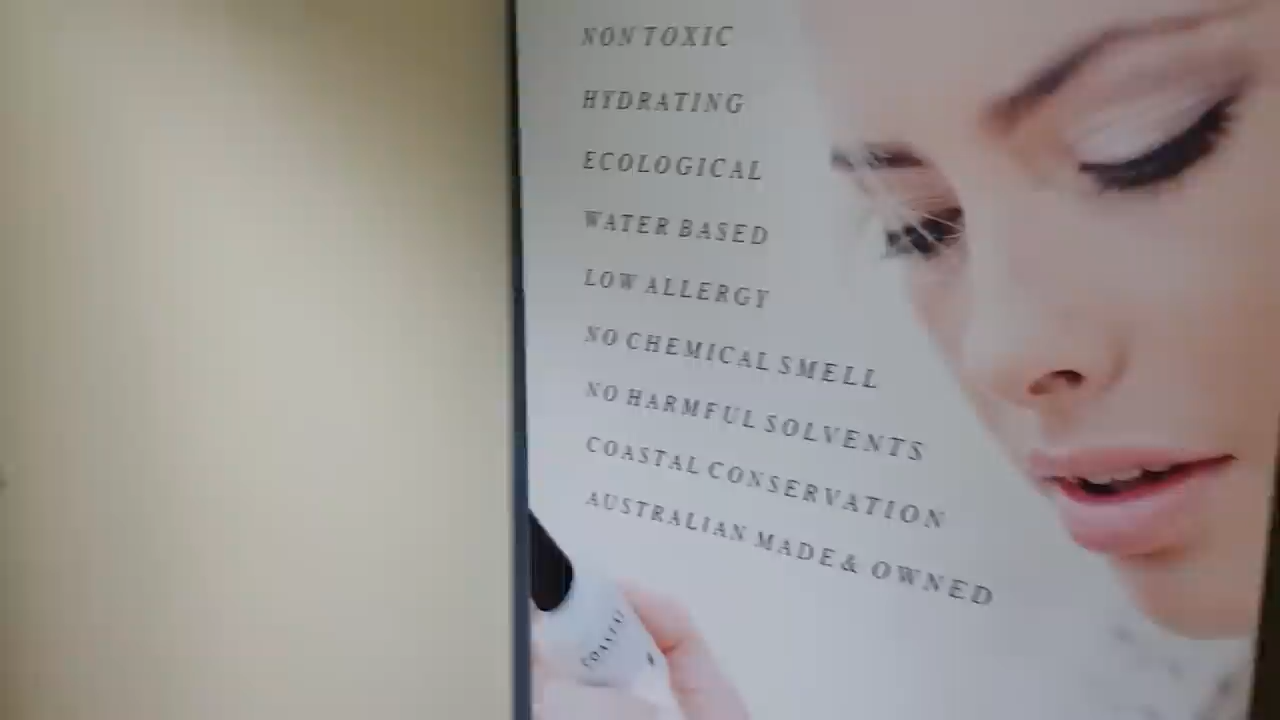 NON TOXIC
HYDRATING
ECOLOGICAL
WATER BASED
LOW ALLERGY
NO CHEMICAL SMELL
NO HARMFUL SOLVENTS
COASTAL CONSERVATION
AUSTRALIAN MADE & OWNED
COASTAL